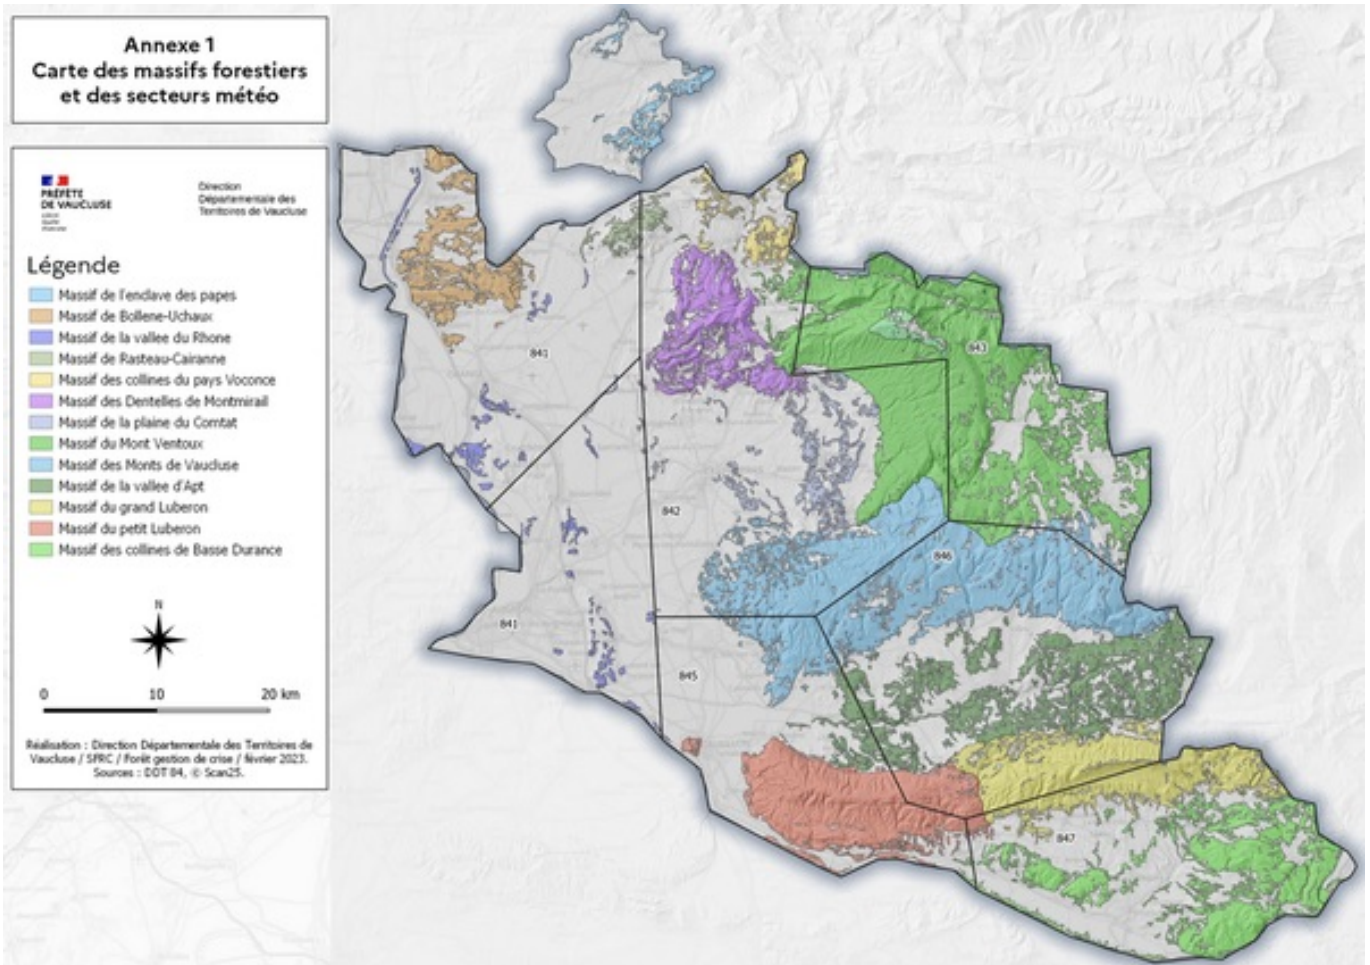 Annexe 1
Carte des massifs forestiers
et des secteurs météo
PRÉFÈTE
DE VAUCLUSE
Direction
Départementale des
Territoires de Vaucluse
Légende
Massif de l'enclave des papes
Massif de Bollene-Uchaux
Massif de la vallee du Rhone
Massif de Rasteau-Cairanne
Massif des collines du pays Voconce
Massif des Dentelles de Montmirail
Massif de la plaine du Comtat
Massif du Mont Ventoux
Massif des Monts de Vaucluse
Massif de la vallee d'Apt
Massif du grand Luberon
Massif du petit Luberon
Massif des collines de Basse Durance
N
0 10 20 km
Réalisation : Direction Départementale des Territoires de
Vaucluse / SFRC / Forêt gestion de crise / février 2023.
Sources : DDT 84, © Scan25.
841
843
842
846
841
845
847